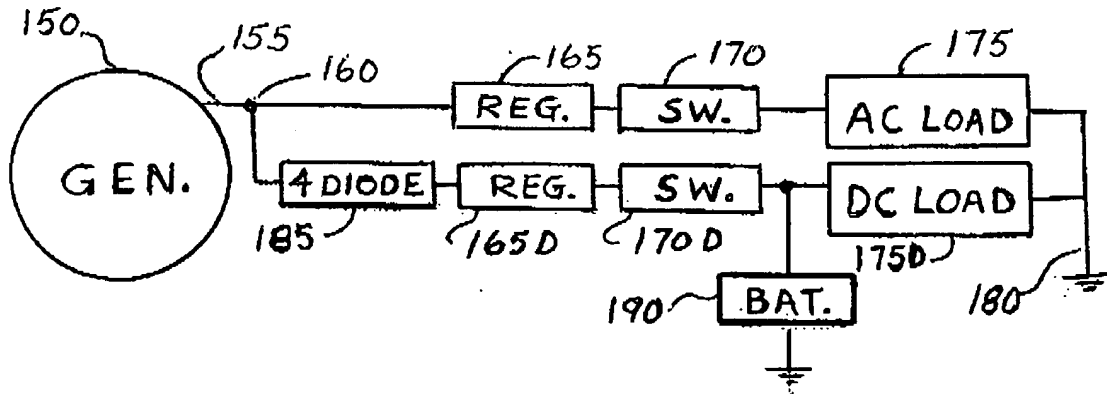 150
155
160
165
170
175
GEN.
REG.
SW.
AC LOAD
4 DIODE
REG.
SW.
DC LOAD
185
165D
170D
175D
190
BAT.
180